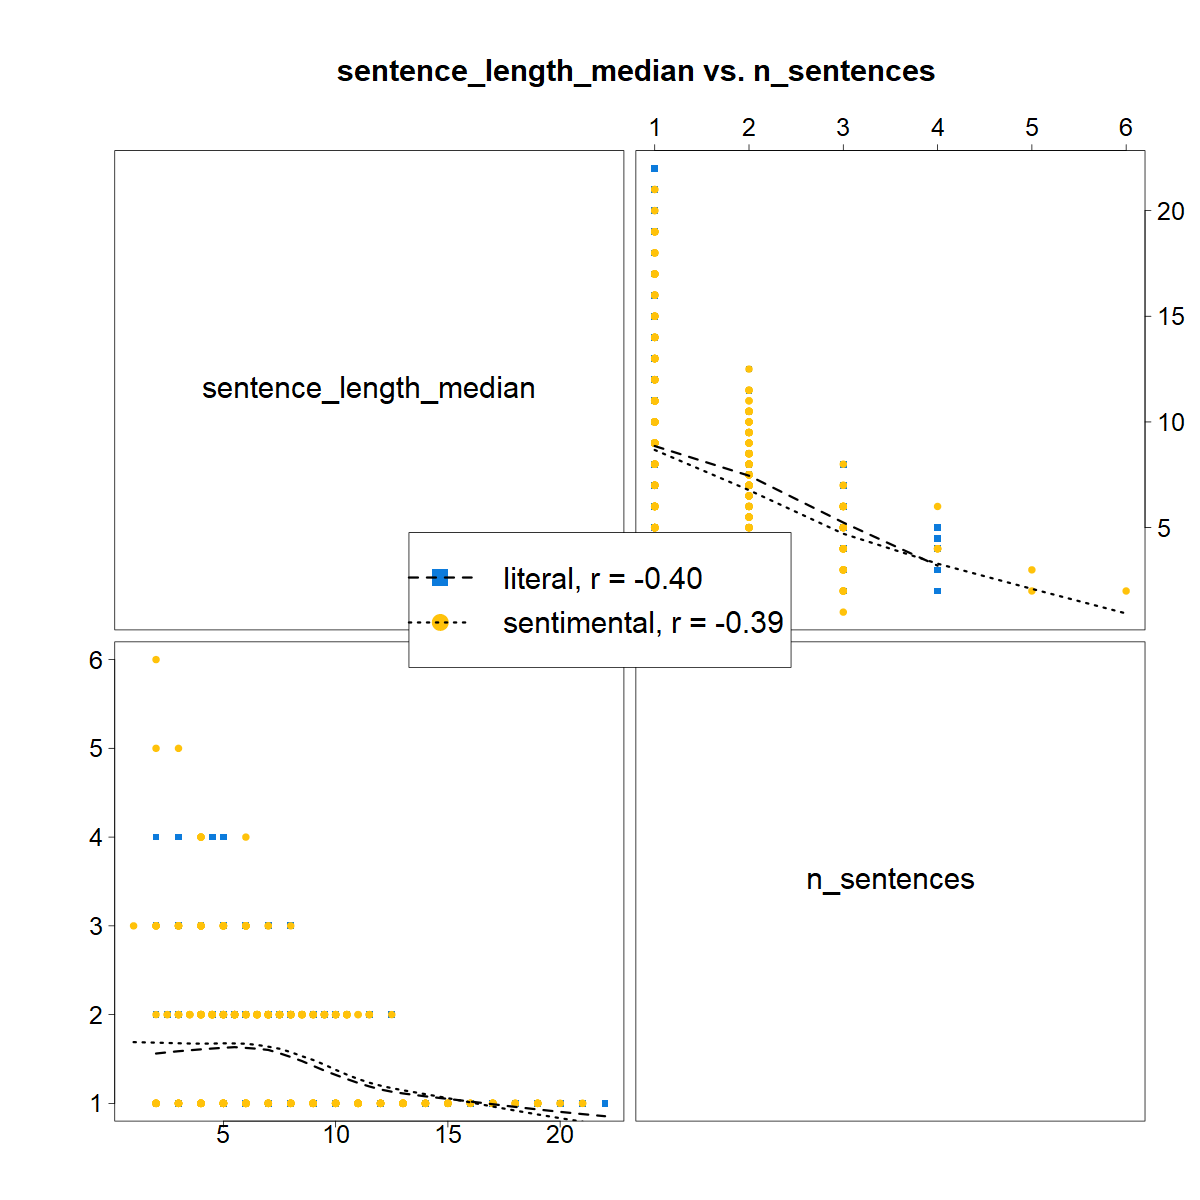 sentence_length_median vs. n_sentences
1 2 3 4 5 6
20
15
10
5
sentence_length_median
literal, r = -0.40
sentimental, r = -0.39
6
5
4
3
2
1
n_sentences
5 10 15 20